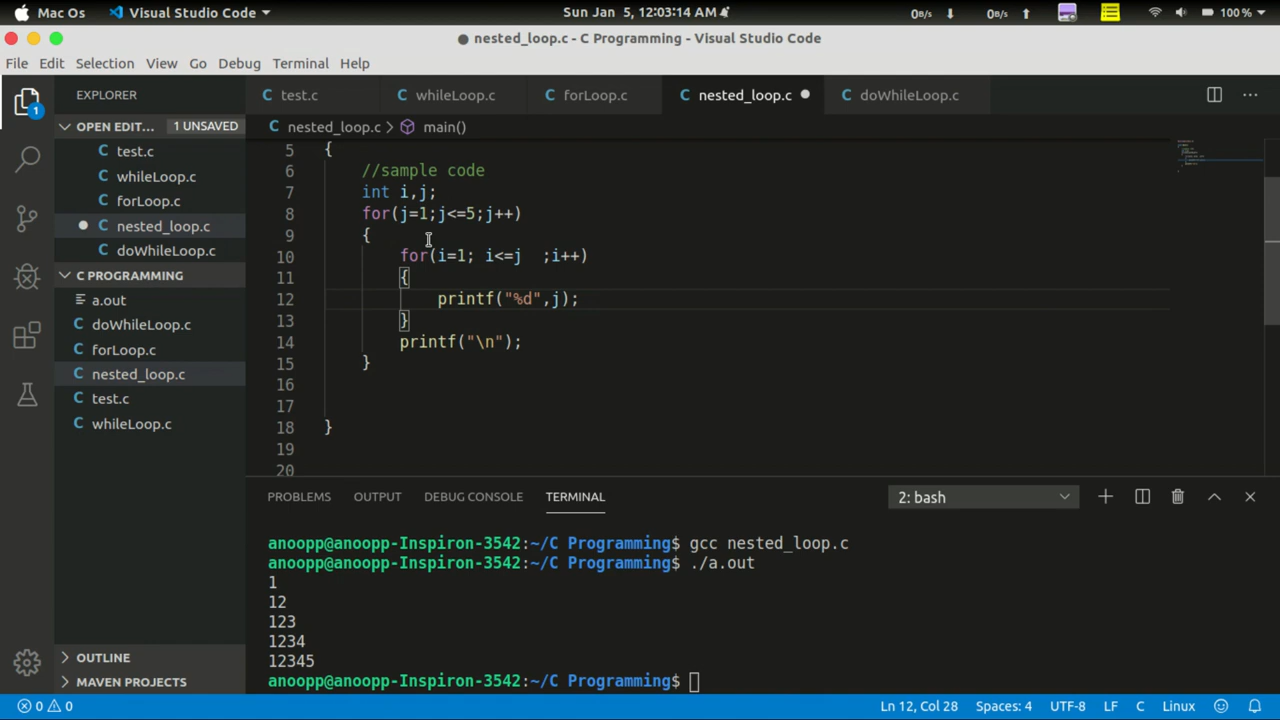 Mac Os Visual Studio Code Sun Jan 5, 12:03:14 AM 0B/s 0B/s 100%
nested_loop.c - C Programming - Visual Studio Code
File Edit Selection View Go Debug Terminal Help
1 EXPLORER C test.c C whileLoop.c C forLoop.c C nested_loop.c C doWhileLoop.c
OPEN EDIT... 1 UNSAVED
C nested_loop.c > main()
C test.c
C whileLoop.c
C forLoop.c
C nested_loop.c
C doWhileLoop.c
C PROGRAMMING
a.out
C doWhileLoop.c
C forLoop.c
C nested_loop.c
C test.c
C whileLoop.c
OUTLINE
MAVEN PROJECTS
5 {
6 //sample code
7 int i,j;
8 for(j=1;j<=5;j++)
9 {
10 for(i=1; i<=j  ;i++)
11 {
12 printf("%d",j);
13 }
14 printf("\n");
15 }
16
17
18 }
19
20
PROBLEMS OUTPUT DEBUG CONSOLE TERMINAL 2: bash
anoopp@anoopp-Inspiron-3542:~/C Programming$ gcc nested_loop.c
anoopp@anoopp-Inspiron-3542:~/C Programming$ ./a.out
1
12
123
1234
12345
anoopp@anoopp-Inspiron-3542:~/C Programming$
0 0 Ln 12, Col 28 Spaces: 4 UTF-8 LF C Linux